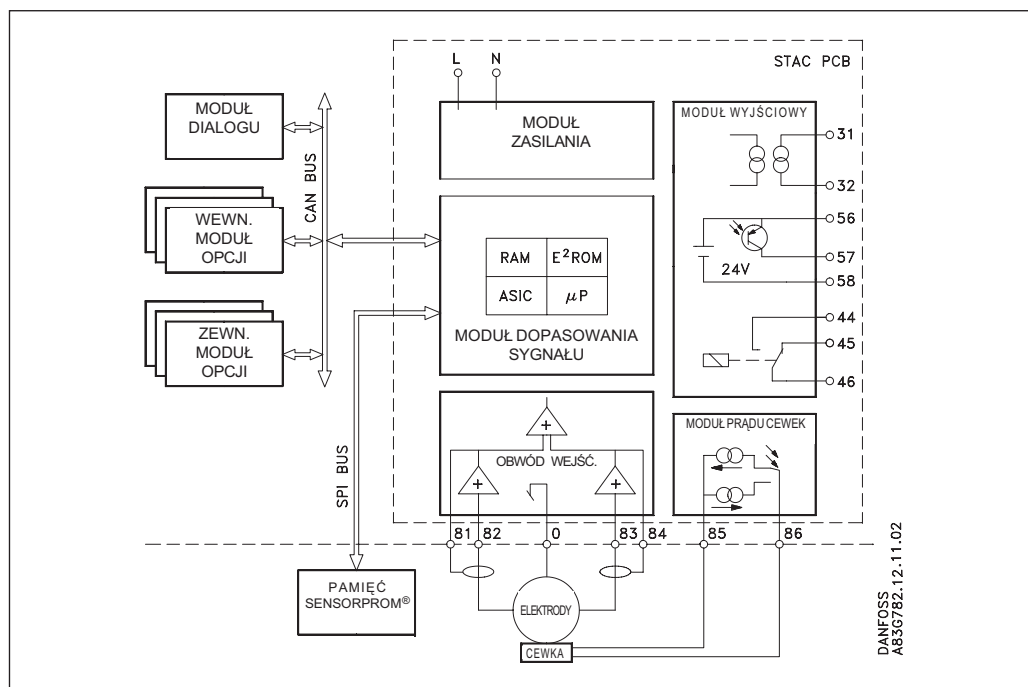 L N
STAC PCB
MODUŁ
DIALOGU
CAN BUS
WEWN.
MODUŁ
OPCJI
ZEWN.
MODUŁ
OPCJI
MODUŁ
ZASILANIA
RAM E²ROM
ASIC µP
MODUŁ DOPASOWANIA
SYGNAŁU
MODUŁ WYJŚCIOWY
31
32
56
57
24V
58
44
45
46
OBWÓD WEJŚĆ.
MODUŁ PRĄDU CEWEK
SPI BUS
81 82 0 83 84 85 86
PAMIĘĆ
SENSORPROM®
ELEKTRODY
CEWKA
DANFOSS
A83G782.12.11.02